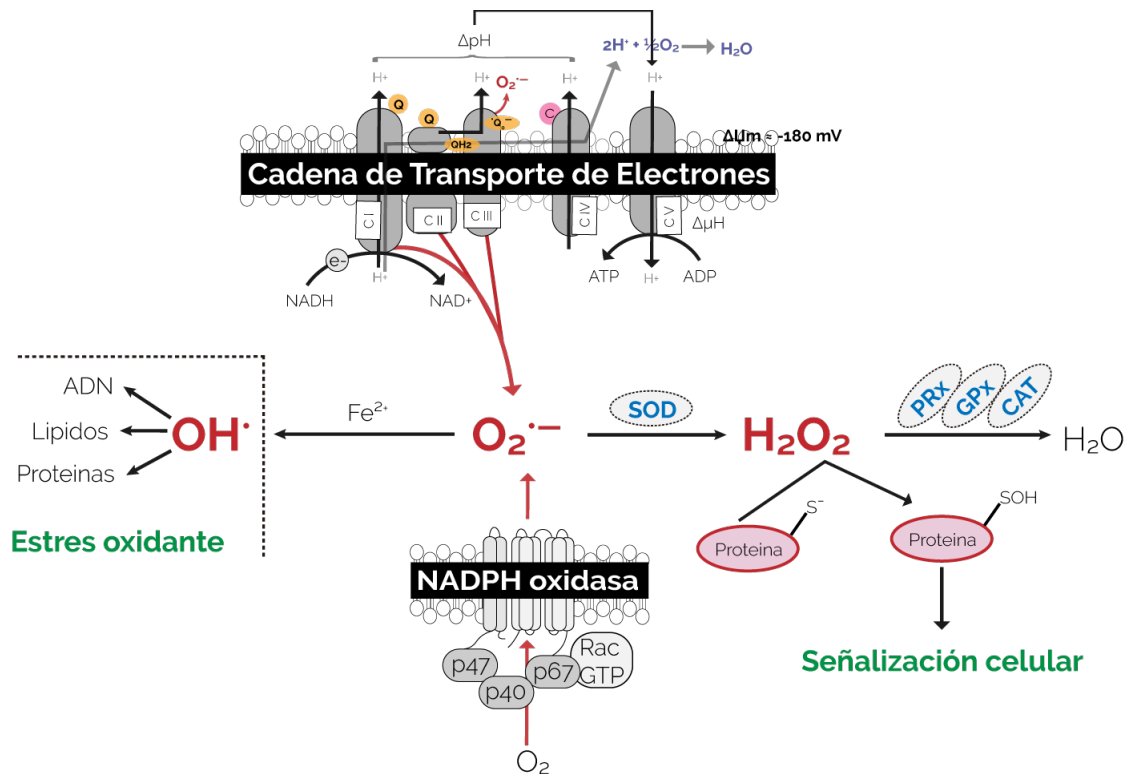 ΔpH
2H⁺ + ½O₂
H₂O
H+
H+
H+
H+
O₂•−
Q
Q
C
QH2
ΔΨm ≈ -180 mV
Cadena de Transporte de Electrones
C I
C II
C III
C IV
C V
ΔµH
e-
H+
NADH
NAD+
ATP
H+
ADP
ADN
Lipidos
Proteinas
OH•
Fe²⁺
O₂•−
SOD
H₂O₂
PRx
GPx
CAT
H₂O
Estres oxidante
S⁻
Proteina
SOH
Proteina
Señalización celular
NADPH oxidasa
p47
p40
p67
Rac
GTP
O₂